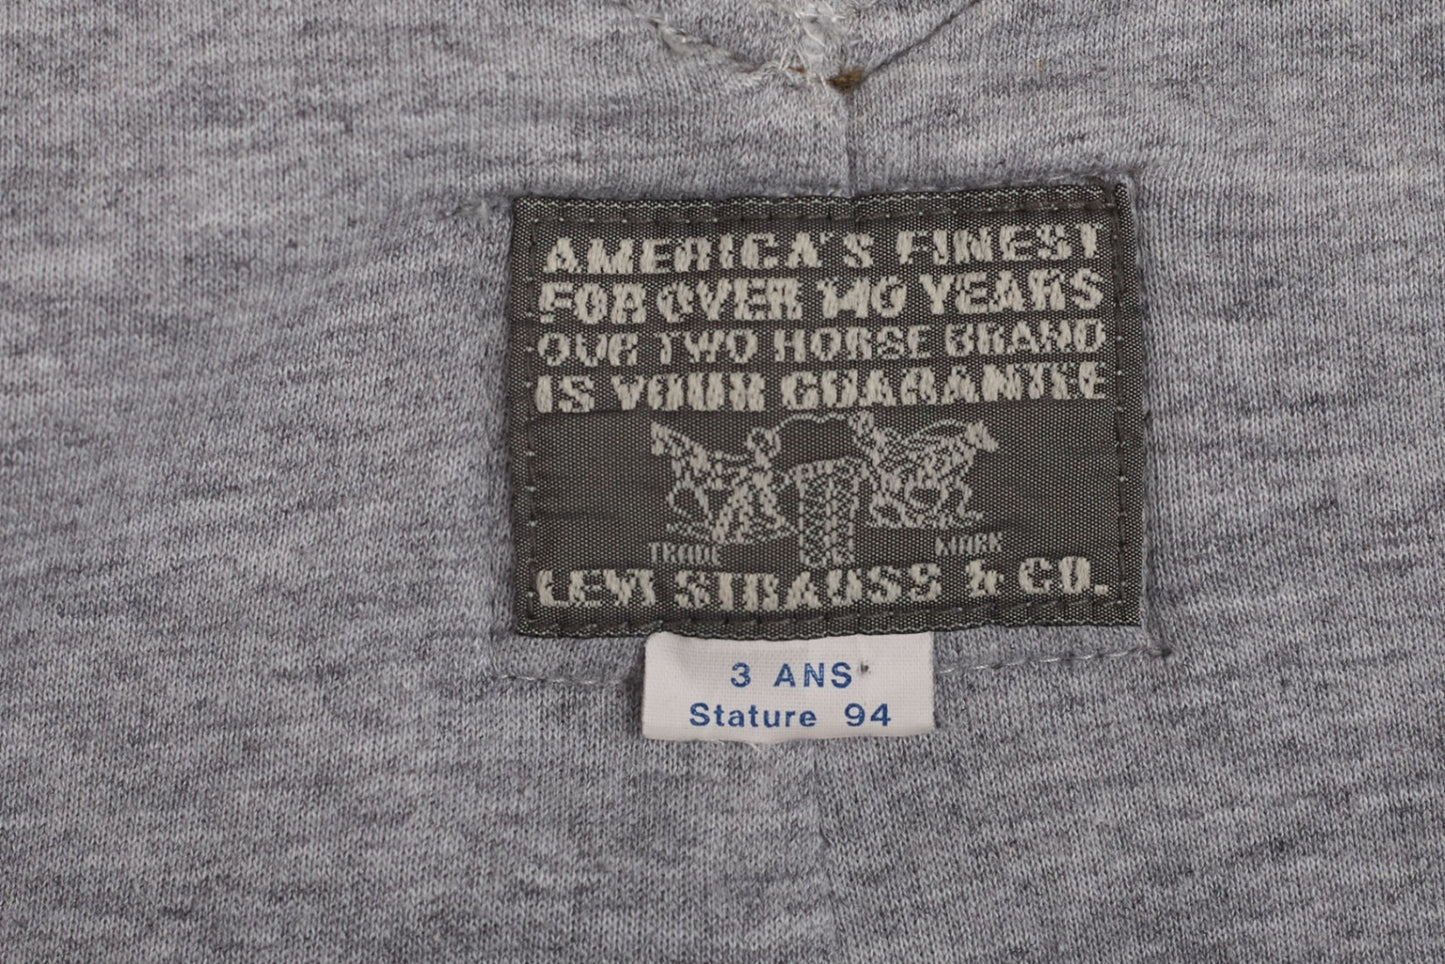 AMERICA'S FINEST
FOR OVER 140 YEARS
OUR TWO HORSE BRAND
IS YOUR GUARANTEE
TRADE MARK
LEVI STRAUSS & CO.
3 ANS
Stature 94